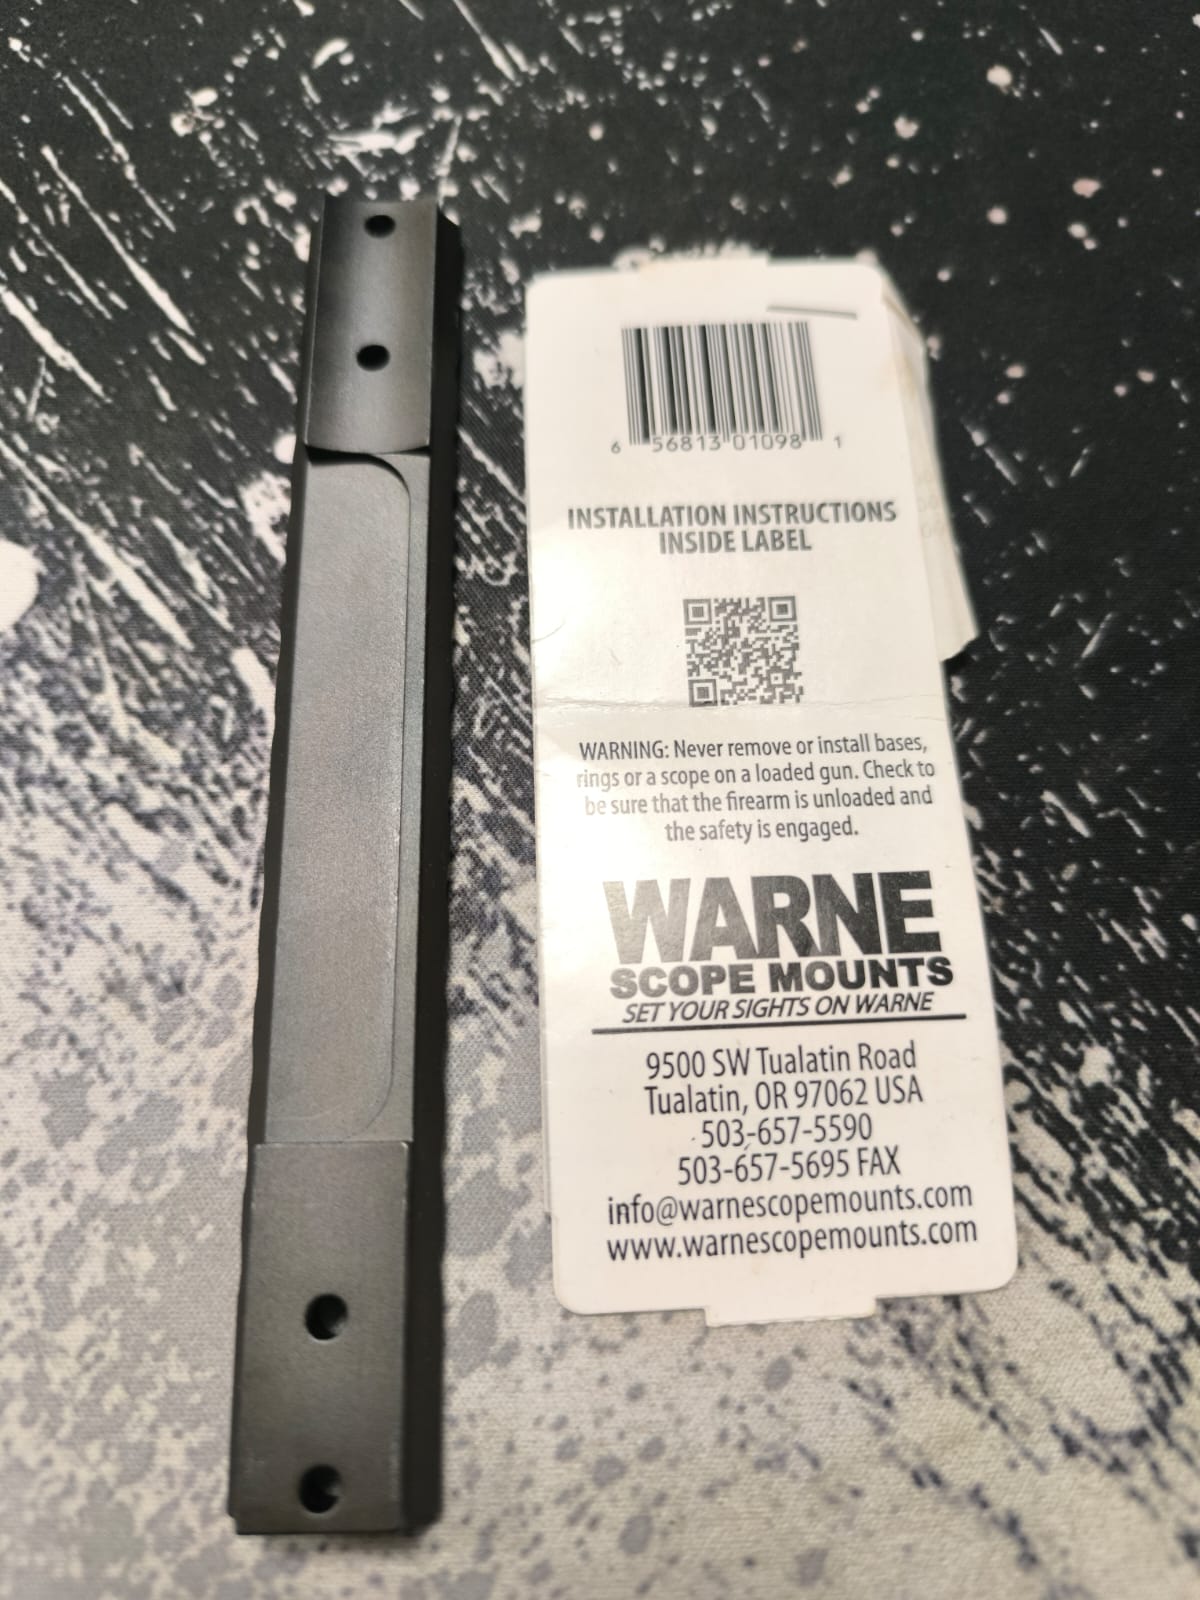 6 56813 01098 1
INSTALLATION INSTRUCTIONS
INSIDE LABEL
WARNING: Never remove or install bases,
rings or a scope on a loaded gun. Check to
be sure that the firearm is unloaded and
the safety is engaged.
WARNE
SCOPE MOUNTS
SET YOUR SIGHTS ON WARNE
9500 SW Tualatin Road
Tualatin, OR 97062 USA
503-657-5590
503-657-5695 FAX
info@warnescopemounts.com
www.warnescopemounts.com